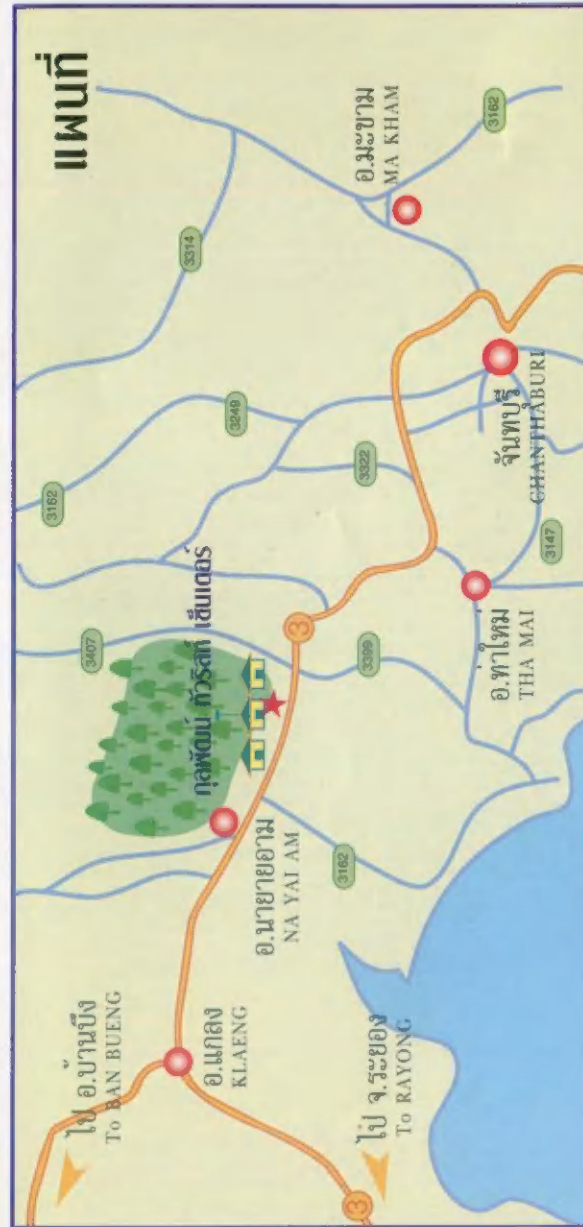 แผนที่
3314
3162
3249
3407
กุลพัฒน์ ทัวริสท์ เซ็นเตอร์
3322
อ.มะขาม
MA KHAM
3162
ไป อ.บ้านบึง
To BAN BUENG
อ.แกลง
KLAENG
อ.นายายอาม
NA YAI AM
3
3399
จันทบุรี
CHANTHABURI
3162
อ.ท่าใหม่
THA MAI
3147
ไป จ.ระยอง
To RAYONG
3